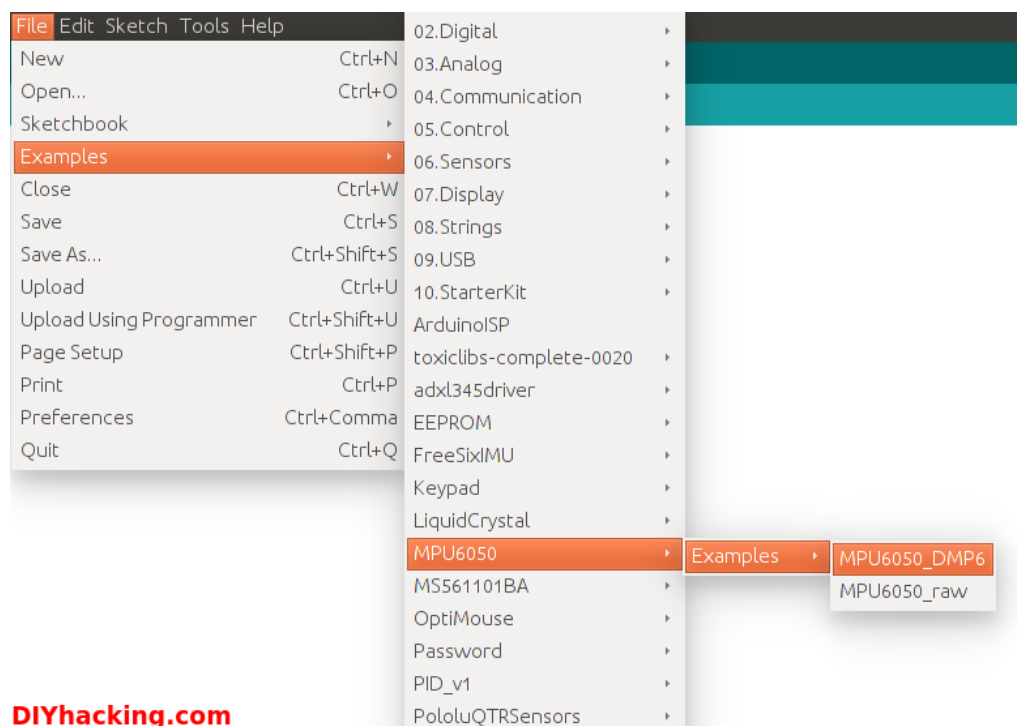 File Edit Sketch Tools Help
New Ctrl+N
Open... Ctrl+O
Sketchbook
Examples
Close Ctrl+W
Save Ctrl+S
Save As... Ctrl+Shift+S
Upload Ctrl+U
Upload Using Programmer Ctrl+Shift+U
Page Setup Ctrl+Shift+P
Print Ctrl+P
Preferences Ctrl+Comma
Quit Ctrl+Q
02.Digital
03.Analog
04.Communication
05.Control
06.Sensors
07.Display
08.Strings
09.USB
10.StarterKit
ArduinoISP
toxiclibs-complete-0020
adxl345driver
EEPROM
FreeSixIMU
Keypad
LiquidCrystal
MPU6050
MS561101BA
OptiMouse
Password
PID_v1
PololuQTRSensors
Examples
MPU6050_DMP6
MPU6050_raw
DIYhacking.com